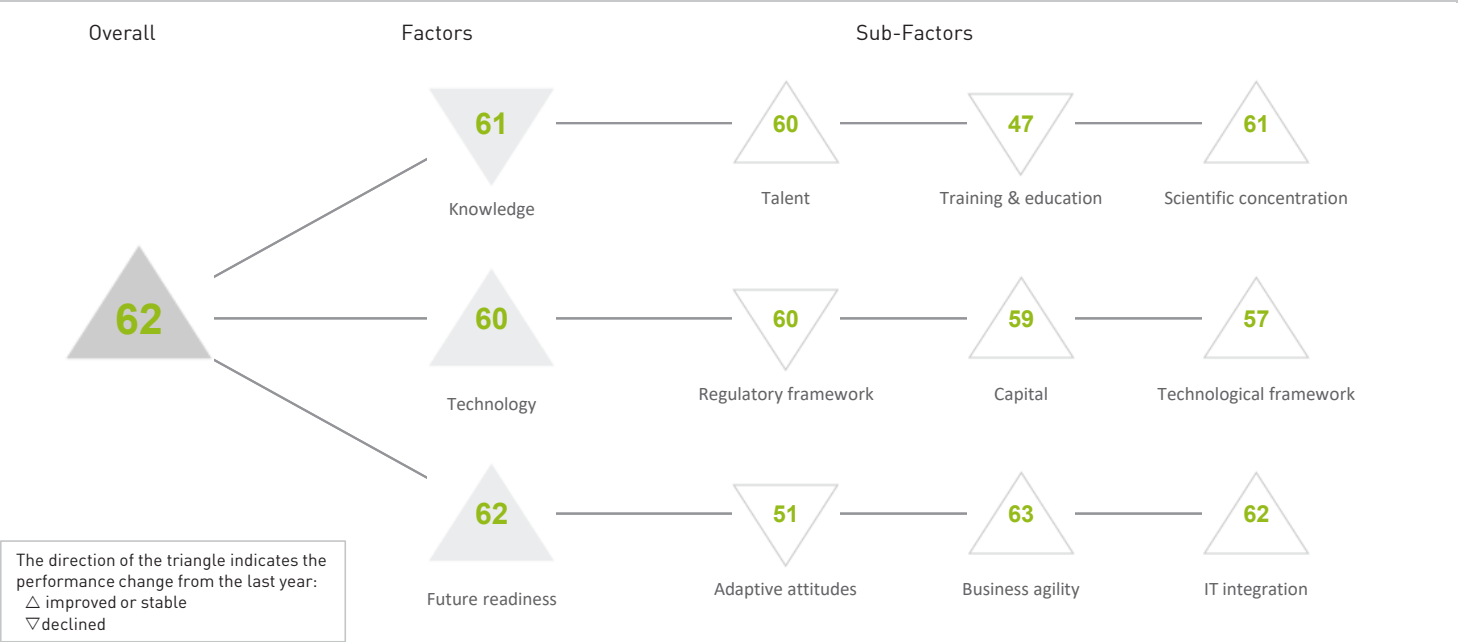 Overall
Factors
Sub-Factors
61
60
47
61
Knowledge
Talent
Training & education
Scientific concentration
62
60
60
59
57
Technology
Regulatory framework
Capital
Technological framework
62
51
63
62
Future readiness
Adaptive attitudes
Business agility
IT integration
The direction of the triangle indicates the
performance change from the last year:
△ improved or stable
▽ declined